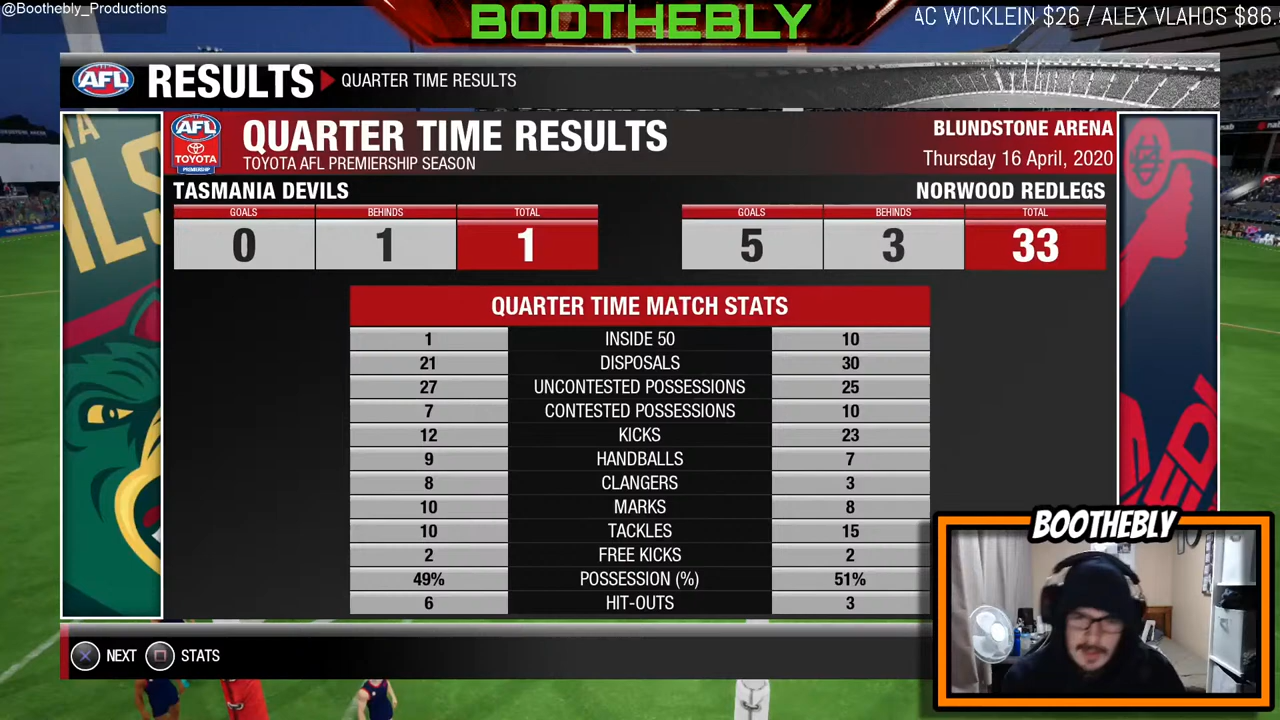 @Boothebly_Productions
BOOTHEBLY
AC WICKLEIN $26 / ALEX VLAHOS $86.
AFL RESULTS QUARTER TIME RESULTS
AFL
TOYOTA
PREMIERSHIP
QUARTER TIME RESULTS
TOYOTA AFL PREMIERSHIP SEASON
BLUNDSTONE ARENA
Thursday 16 April, 2020
TASMANIA DEVILS NORWOOD REDLEGS
GOALS BEHINDS TOTAL GOALS BEHINDS TOTAL
0 1 1 5 3 33
QUARTER TIME MATCH STATS
1 INSIDE 50 10
21 DISPOSALS 30
27 UNCONTESTED POSSESSIONS 25
7 CONTESTED POSSESSIONS 10
12 KICKS 23
9 HANDBALLS 7
8 CLANGERS 3
10 MARKS 8
10 TACKLES 15
2 FREE KICKS 2
49% POSSESSION (%) 51%
6 HIT-OUTS 3
BOOTHEBLY
NEXT STATS